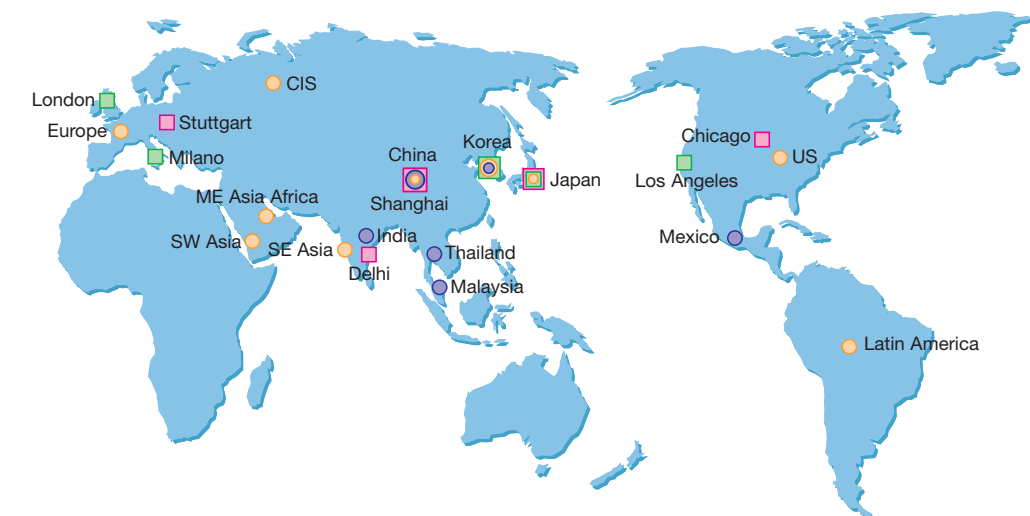 CIS
London
Stuttgart
Europe
Milano
Korea
China
Japan
Shanghai
ME Asia Africa
SW Asia
SE Asia
India
Delhi
Thailand
Malaysia
Chicago
US
Los Angeles
Mexico
Latin America